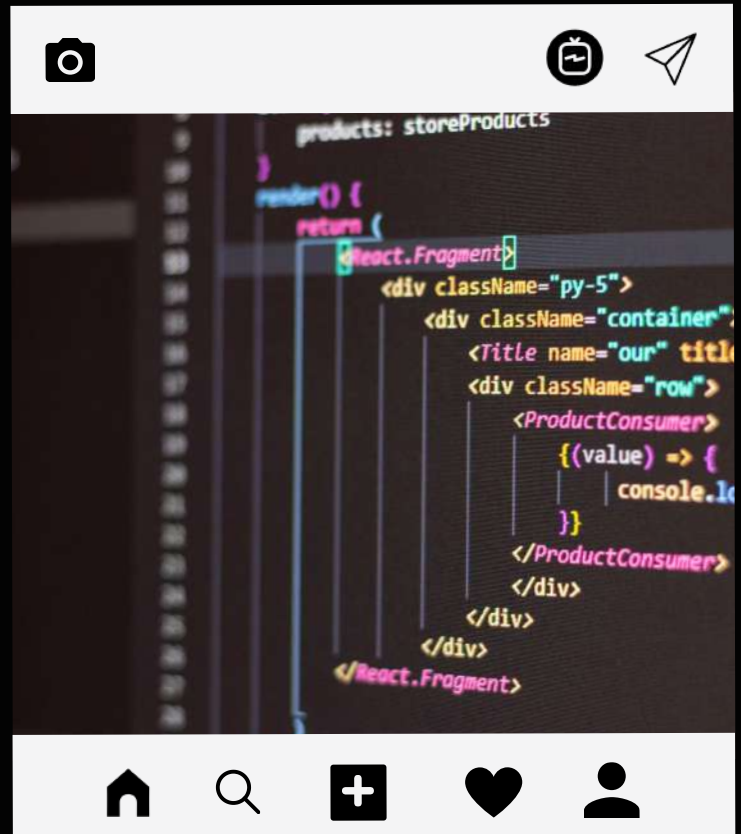 products: storeProducts
}
render() {
return (
<React.Fragment>
<div className="py-5">
<div className="container"
<Title name="our"
<div className="row">
<ProductConsumer>
{(value) => {
console.
}}
</ProductConsumer>
</div>
</div>
</div>
</React.Fragment>